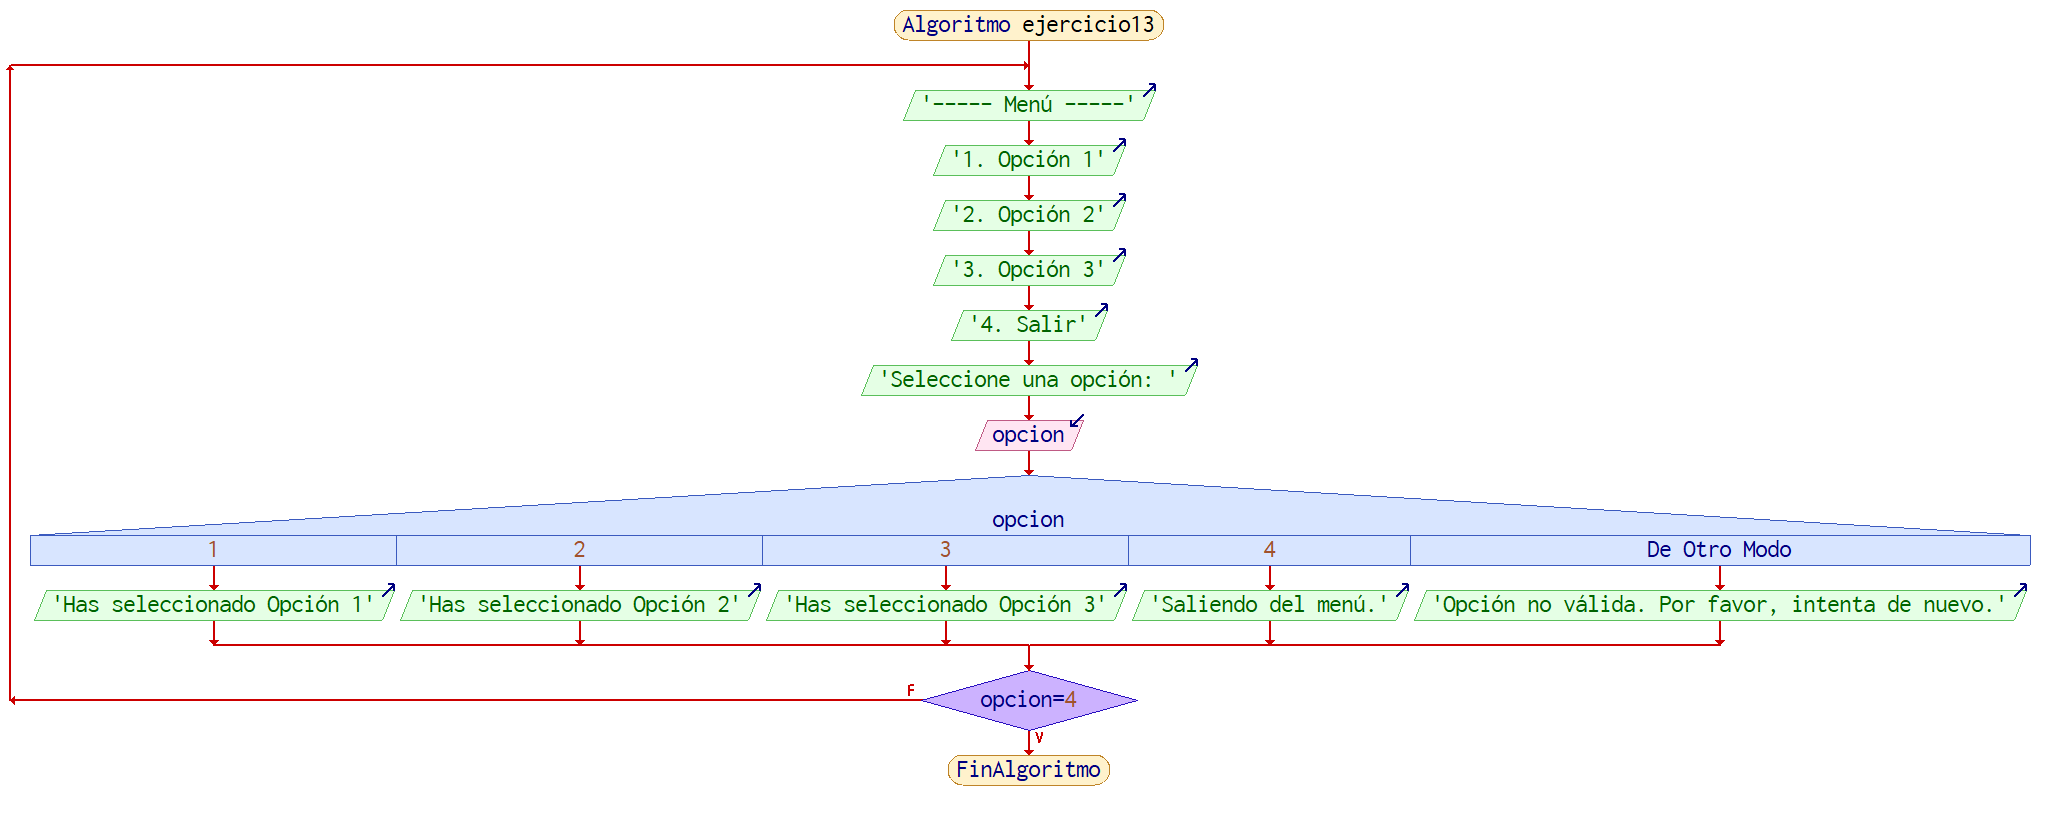 Algoritmo ejercicio13
'----- Menú -----'
'1. Opción 1'
'2. Opción 2'
'3. Opción 3'
'4. Salir'
'Seleccione una opción: '
opcion
opcion
1 2 3 4 De Otro Modo
'Has seleccionado Opción 1' 'Has seleccionado Opción 2' 'Has seleccionado Opción 3' 'Saliendo del menú.' 'Opción no válida. Por favor, intenta de nuevo.'
F
opcion=4
V
FinAlgoritmo